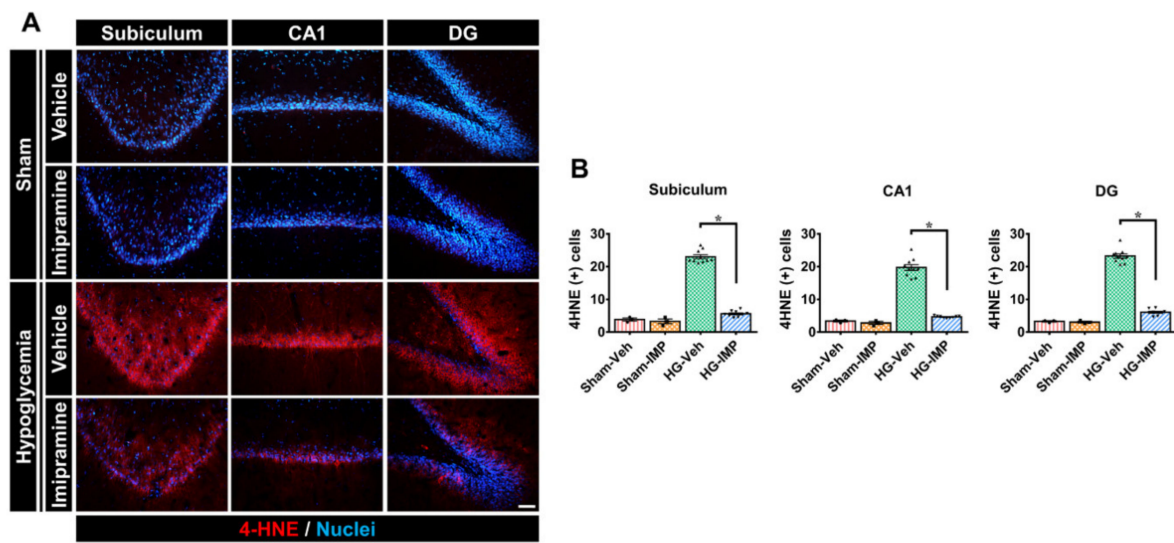 A
Subiculum CA1 DG
Sham
Vehicle
Imipramine
Hypoglycemia
Vehicle
Imipramine
4-HNE / Nuclei
B
Subiculum
*
4HNE (+) cells
30
20
10
0
Sham-Veh
Sham-IMP
HG-Veh
HG-IMP
CA1
*
4HNE (+) cells
30
20
10
0
Sham-Veh
Sham-IMP
HG-Veh
HG-IMP
DG
*
4HNE (+) cells
30
20
10
0
Sham-Veh
Sham-IMP
HG-Veh
HG-IMP